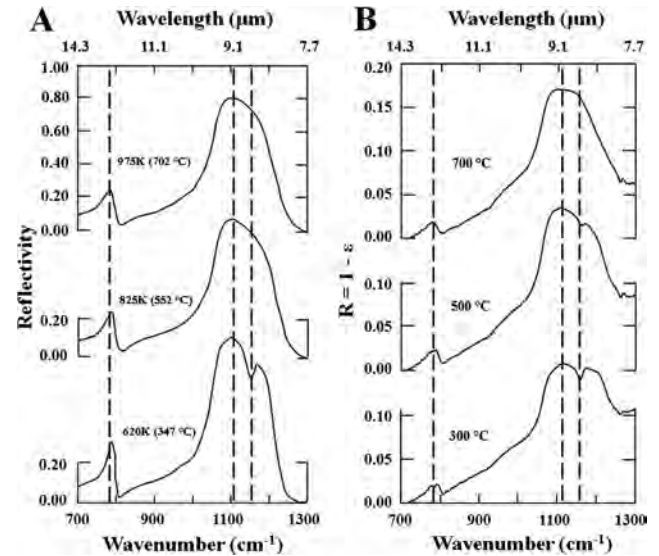 A
Wavelength (µm)
14.3 11.1 9.1 7.7
1.00
0.80
0.60
0.40
0.20
0.00
0.20
0.00
0.20
0.00
Reflectivity
975K (702 °C)
825K (552 °C)
620K (347 °C)
700 900 1100 1300
Wavenumber (cm⁻¹)
B
Wavelength (µm)
14.3 11.1 9.1 7.7
0.20
0.15
0.10
0.05
0.00
0.10
0.05
0.00
0.10
0.05
0.00
R = 1 - ε
700 °C
500 °C
300 °C
700 900 1100 1300
Wavenumber (cm⁻¹)